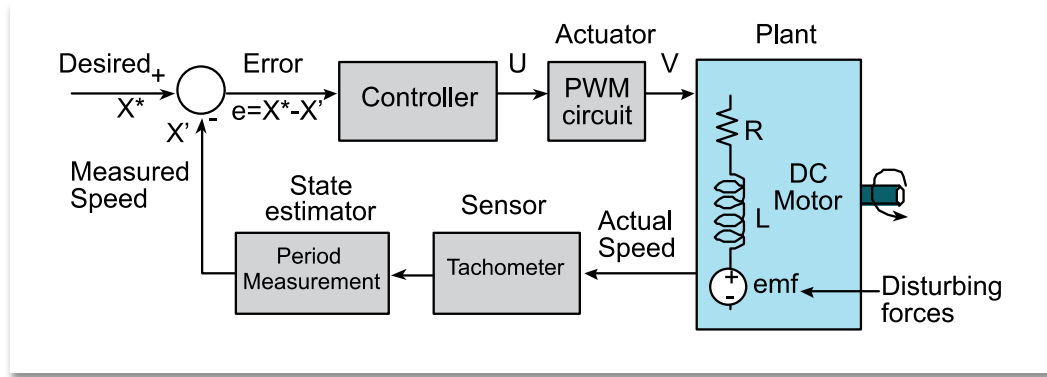 Desired
+
X*
X'
-
Error
e=X*-X'
Controller
U
Actuator
PWM
circuit
V
Plant
R
L
DC
Motor
+
-
emf
Disturbing
forces
Actual
Speed
Sensor
Tachometer
State
estimator
Period
Measurement
Measured
Speed